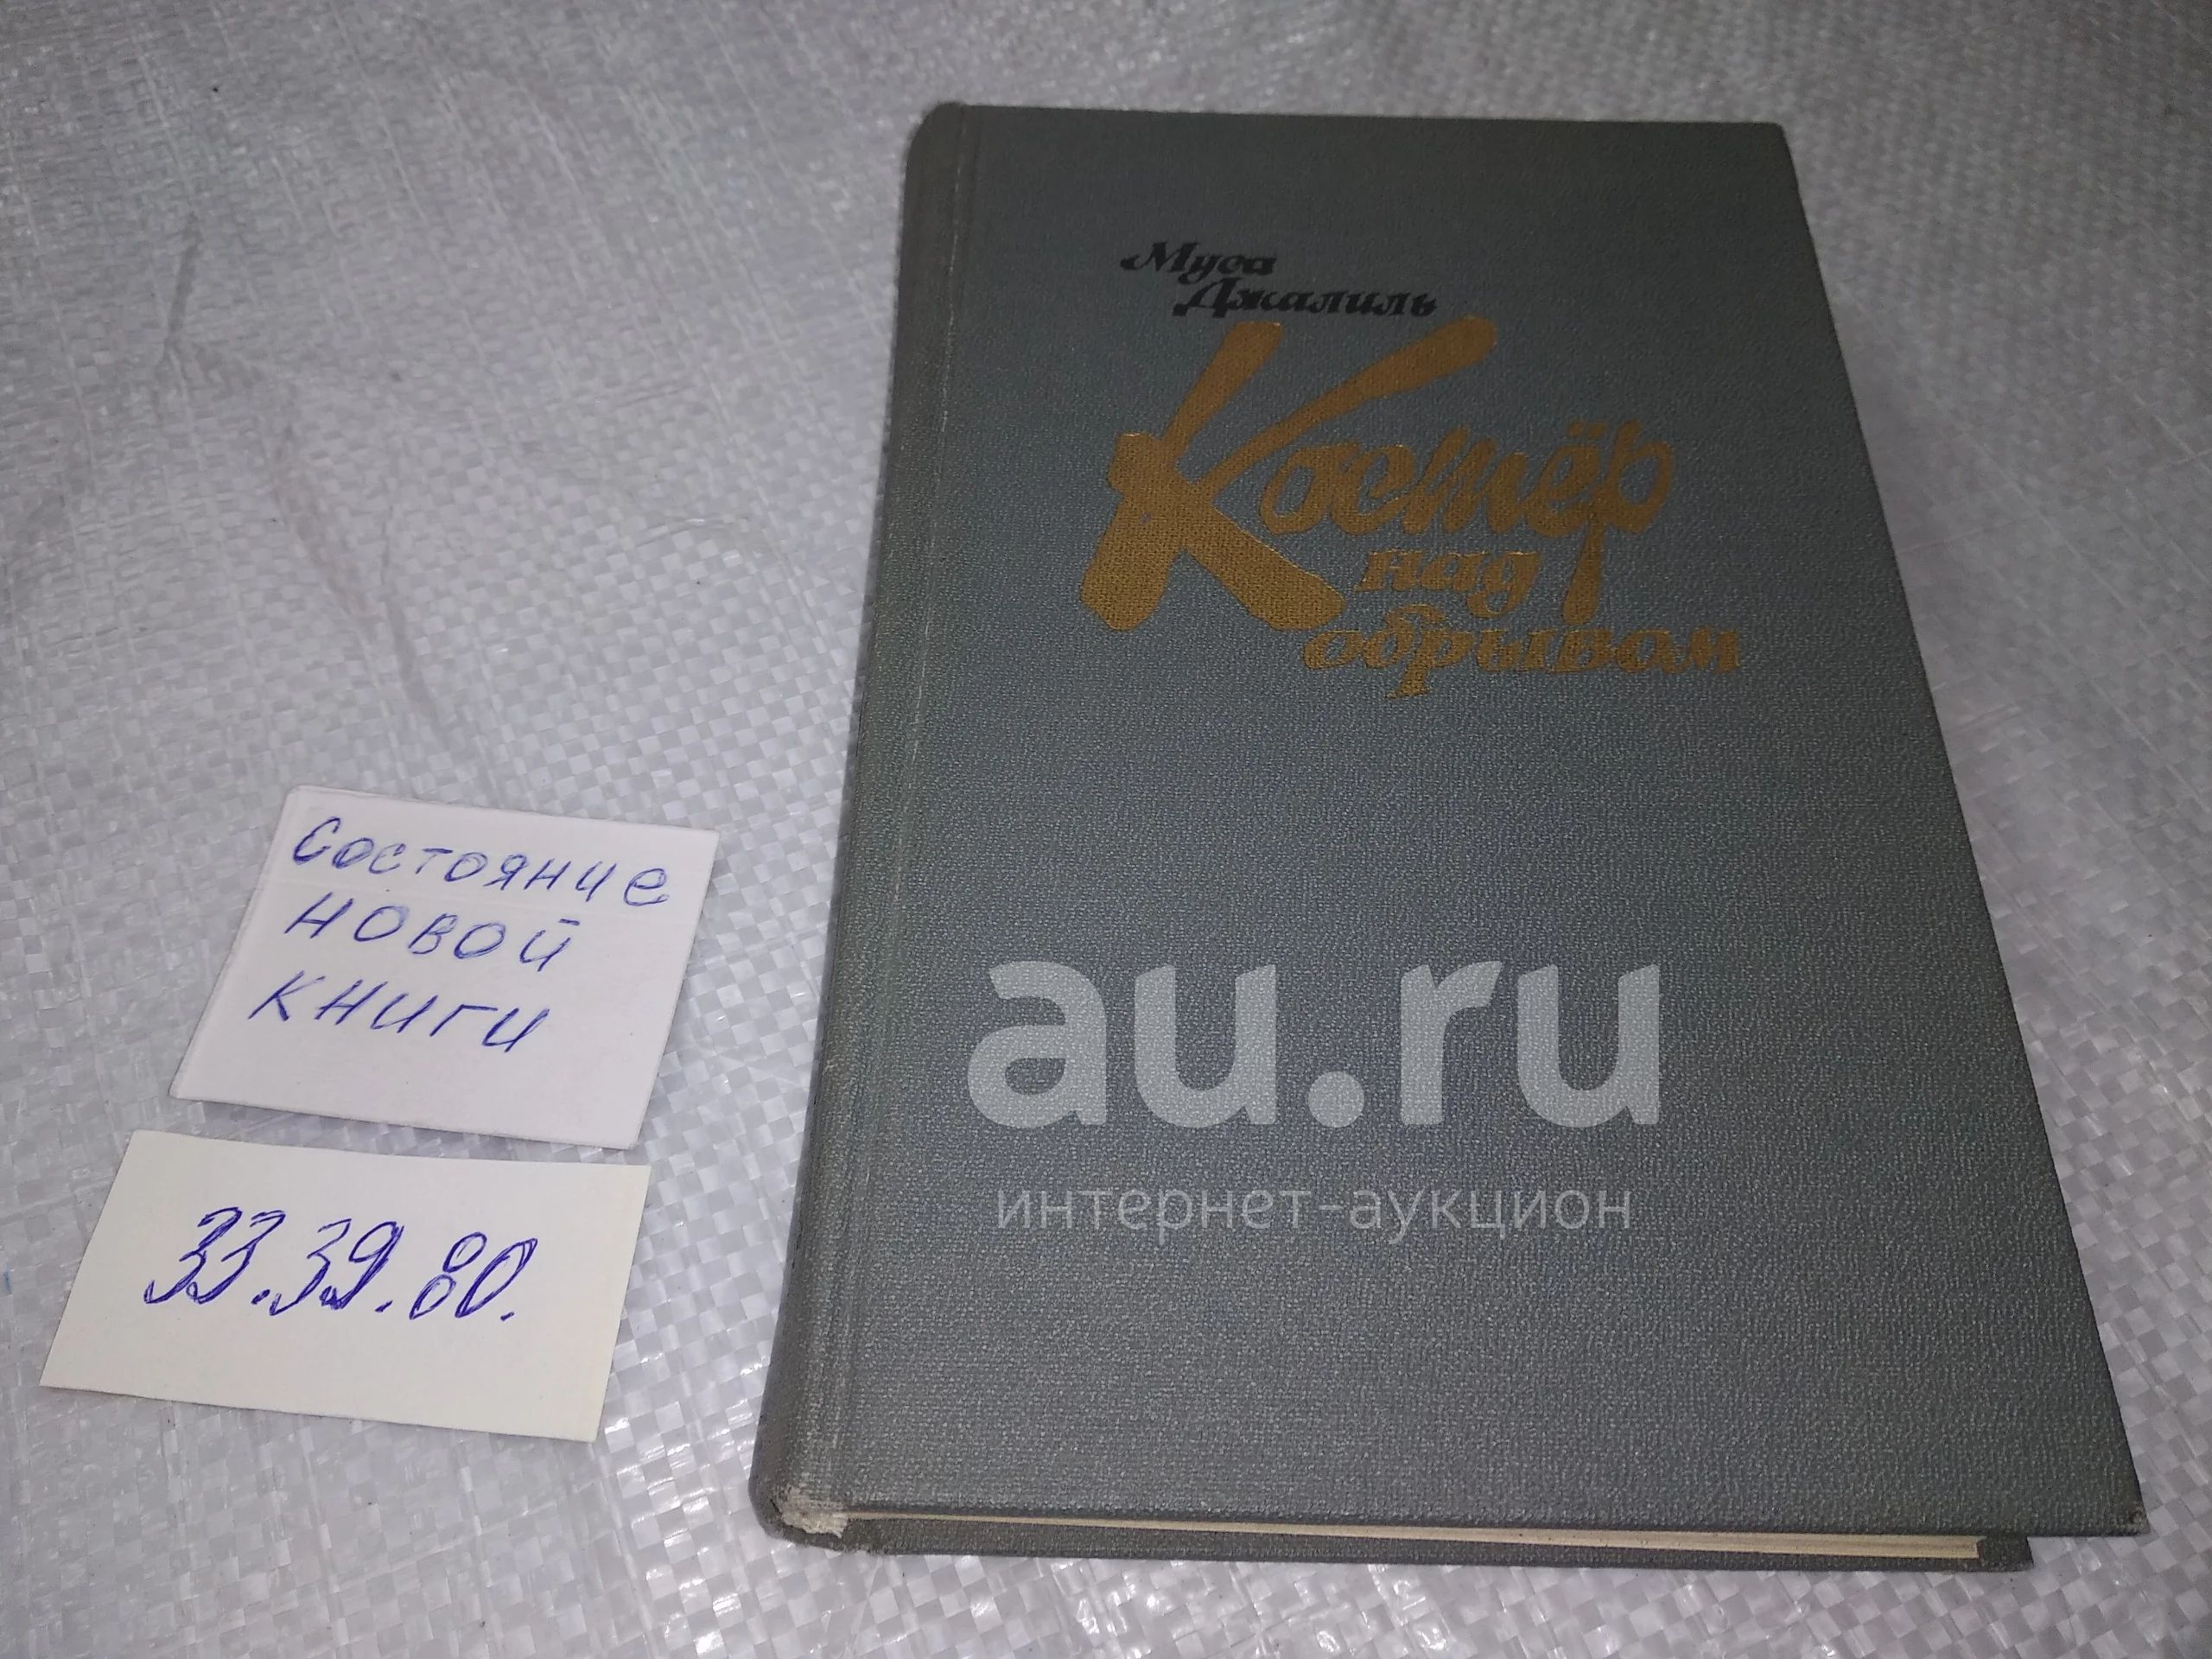 Муса
Джалиль
Костёр
над
обрывом
Состояние
новой
книги
33.39.80.
au.ru
интернет-аукцион